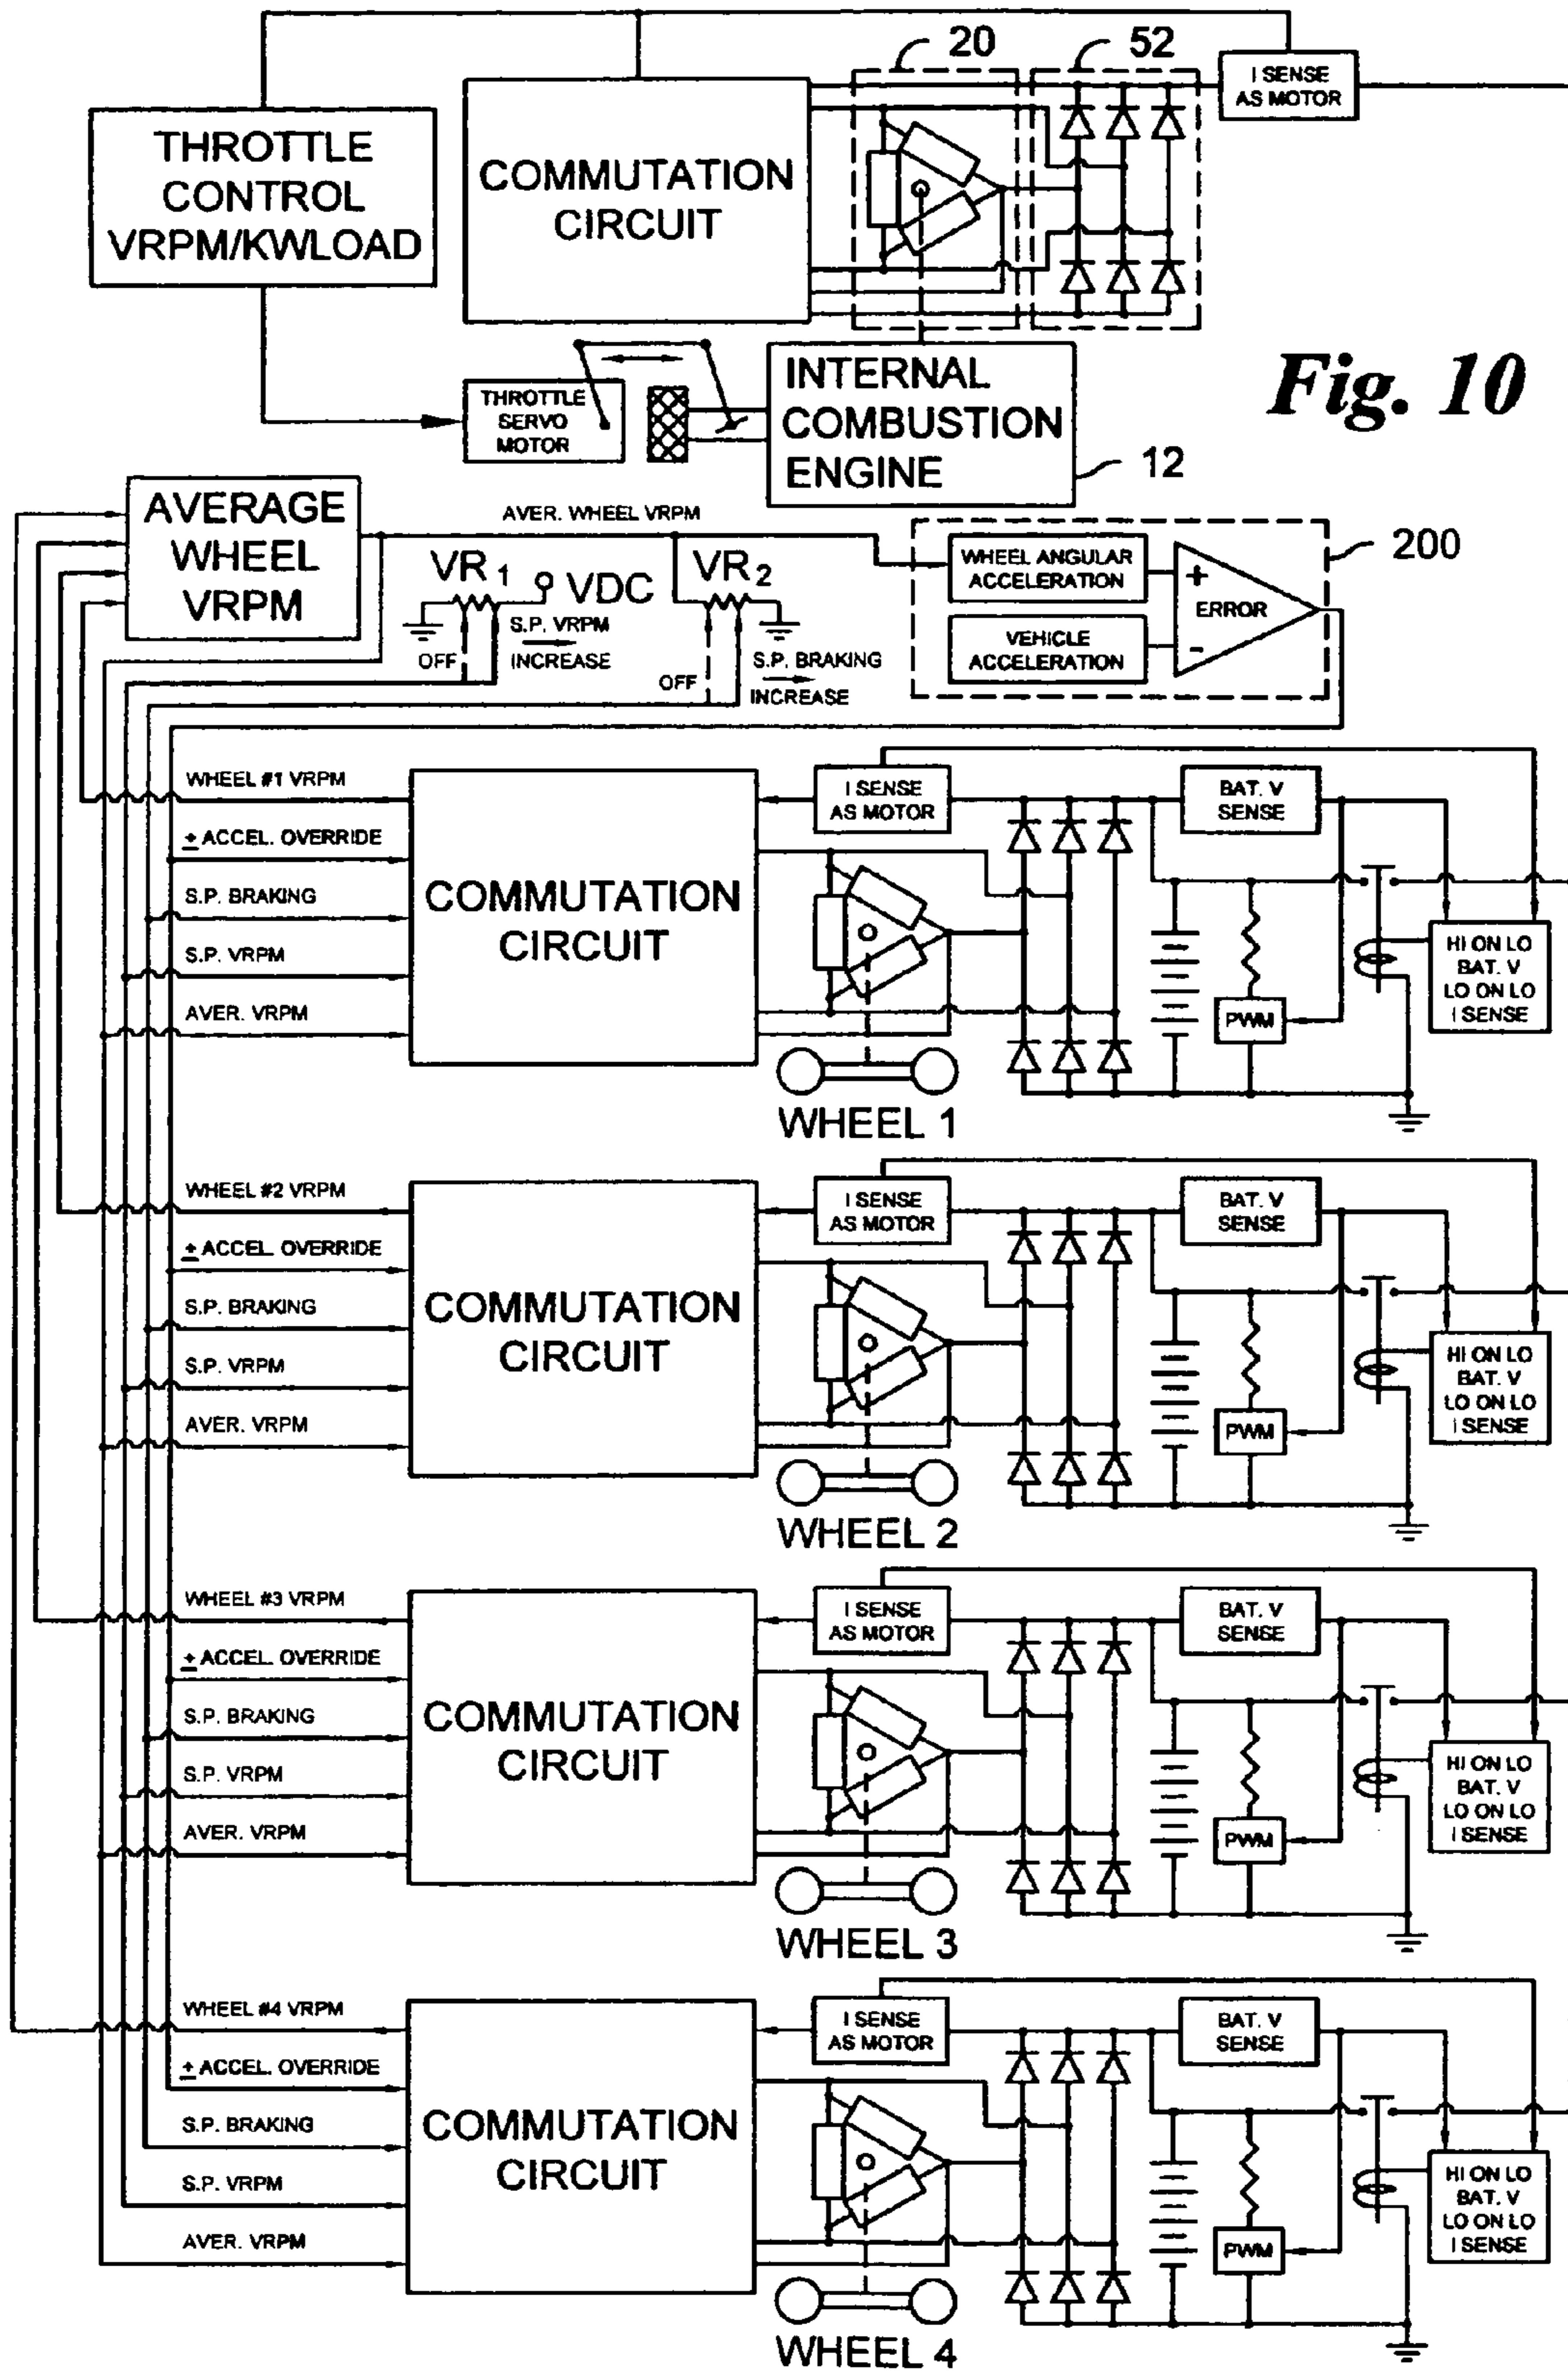 20
52
I SENSE
AS MOTOR
THROTTLE
CONTROL
VRPM/KWLOAD
COMMUTATION
CIRCUIT
Fig. 10
THROTTLE
SERVO
MOTOR
INTERNAL
COMBUSTION
ENGINE
12
AVERAGE
WHEEL
VRPM
AVER. WHEEL VRPM
VR1
VDC
VR2
S.P. VRPM
INCREASE
OFF
S.P. BRAKING
INCREASE
OFF
WHEEL ANGULAR
ACCELERATION
VEHICLE
ACCELERATION
+
ERROR
-
200
WHEEL #1 VRPM
± ACCEL. OVERRIDE
S.P. BRAKING
S.P. VRPM
AVER. VRPM
COMMUTATION
CIRCUIT
I SENSE
AS MOTOR
BAT. V
SENSE
PWM
HI ON LO
BAT. V
LO ON LO
I SENSE
WHEEL 1
WHEEL #2 VRPM
± ACCEL. OVERRIDE
S.P. BRAKING
S.P. VRPM
AVER. VRPM
COMMUTATION
CIRCUIT
I SENSE
AS MOTOR
BAT. V
SENSE
PWM
HI ON LO
BAT. V
LO ON LO
I SENSE
WHEEL 2
WHEEL #3 VRPM
± ACCEL. OVERRIDE
S.P. BRAKING
S.P. VRPM
AVER. VRPM
COMMUTATION
CIRCUIT
I SENSE
AS MOTOR
BAT. V
SENSE
PWM
HI ON LO
BAT. V
LO ON LO
I SENSE
WHEEL 3
WHEEL #4 VRPM
± ACCEL. OVERRIDE
S.P. BRAKING
S.P. VRPM
AVER. VRPM
COMMUTATION
CIRCUIT
I SENSE
AS MOTOR
BAT. V
SENSE
PWM
HI ON LO
BAT. V
LO ON LO
I SENSE
WHEEL 4